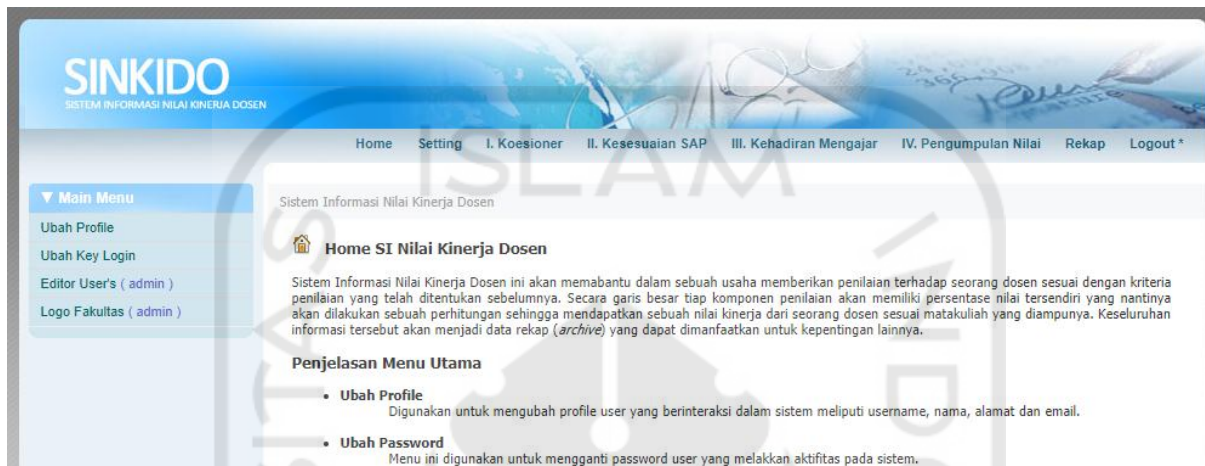 SINKIDO
SISTEM INFORMASI NILAI KINERJA DOSEN
Home Setting I. Koesioner II. Kesesuaian SAP III. Kehadiran Mengajar IV. Pengumpulan Nilai Rekap Logout *
▼ Main Menu
Ubah Profile
Ubah Key Login
Editor User's ( admin )
Logo Fakultas ( admin )
Sistem Informasi Nilai Kinerja Dosen
Home SI Nilai Kinerja Dosen
Sistem Informasi Nilai Kinerja Dosen ini akan memabantu dalam sebuah usaha memberikan penilaian terhadap seorang dosen sesuai dengan kriteria
penilaian yang telah ditentukan sebelumnya. Secara garis besar tiap komponen penilaian akan memiliki persentase nilai tersendiri yang nantinya
akan dilakukan sebuah perhitungan sehingga mendapatkan sebuah nilai kinerja dari seorang dosen sesuai matakuliah yang diampunya. Keseluruhan
informasi tersebut akan menjadi data rekap (archive) yang dapat dimanfaatkan untuk kepentingan lainnya.
Penjelasan Menu Utama
• Ubah Profile
Digunakan untuk mengubah profile user yang berinteraksi dalam sistem meliputi username, nama, alamat dan email.
• Ubah Password
Menu ini digunakan untuk mengganti password user yang melakkan aktifitas pada sistem.
ISLAM